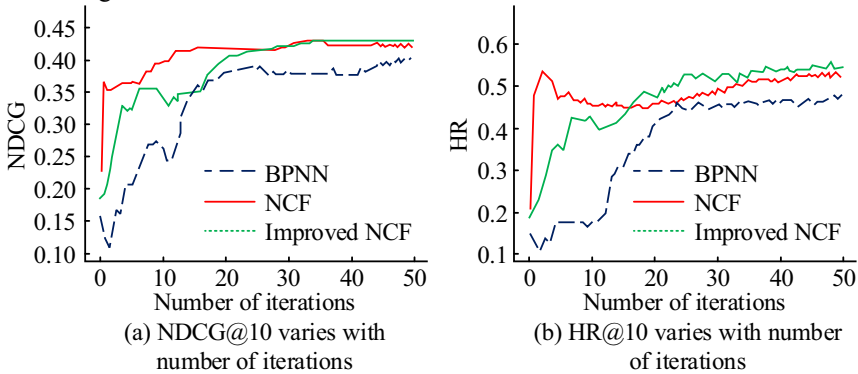 0.45
0.40
0.35
0.30
0.25
0.20
0.15
0.10
NDCG
BPNN
NCF
Improved NCF
0 10 20 30 40 50
Number of iterations
(a) NDCG@10 varies with
number of iterations
0.6
0.5
0.4
0.3
0.2
0.1
HR
BPNN
NCF
Improved NCF
0 10 20 30 40 50
Number of iterations
(b) HR@10 varies with number
of iterations